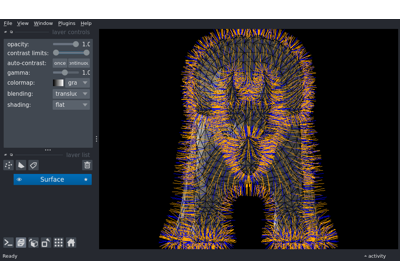 File View Window Plugins Help
layer controls
opacity: 1.0
contrast limits:
auto-contrast: once continuous
gamma: 1.0
colormap: gra
blending: transluc
shading: flat
layer list
Surface
Ready activity